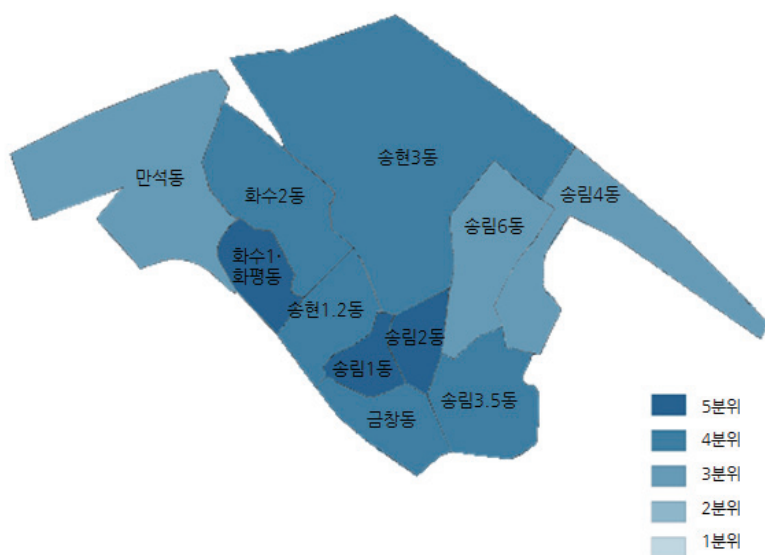 송현3동
만석동
화수2동
송림4동
송림6동
화수1·
화평동
송현1.2동
송림2동
송림1동
송림3.5동
금창동
5분위
4분위
3분위
2분위
1분위